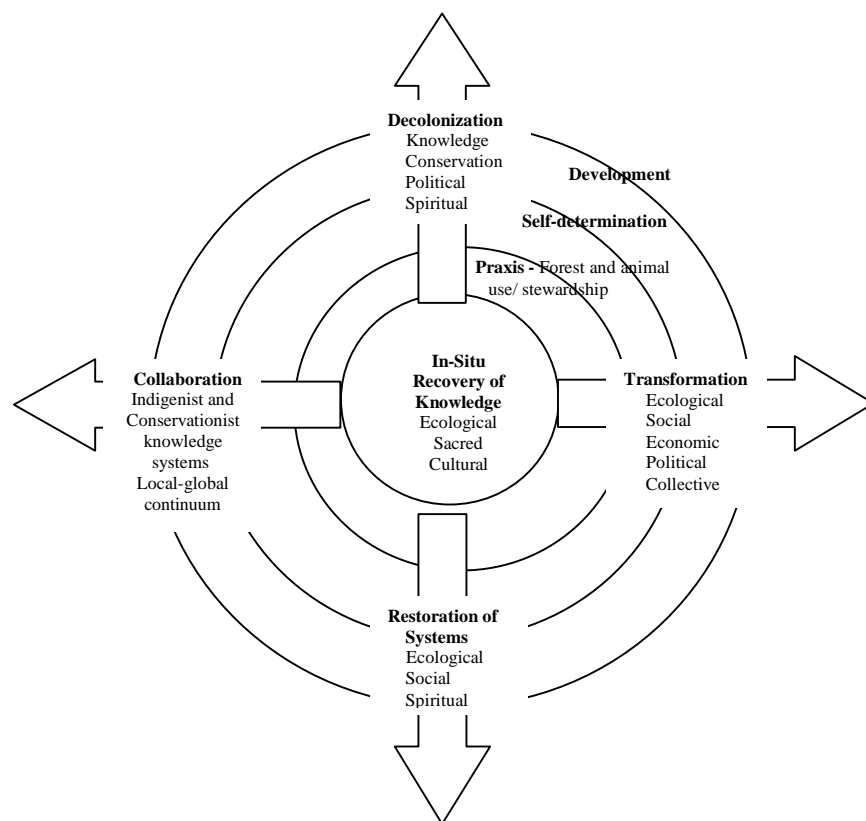 Decolonization
Knowledge
Conservation
Political
Spiritual
Development
Self-determination
Praxis - Forest and animal
use/ stewardship
Collaboration
Indigenist and
Conservationist
knowledge
systems
Local-global
continuum
In-Situ
Recovery of
Knowledge
Ecological
Sacred
Cultural
Transformation
Ecological
Social
Economic
Political
Collective
Restoration of
Systems
Ecological
Social
Spiritual